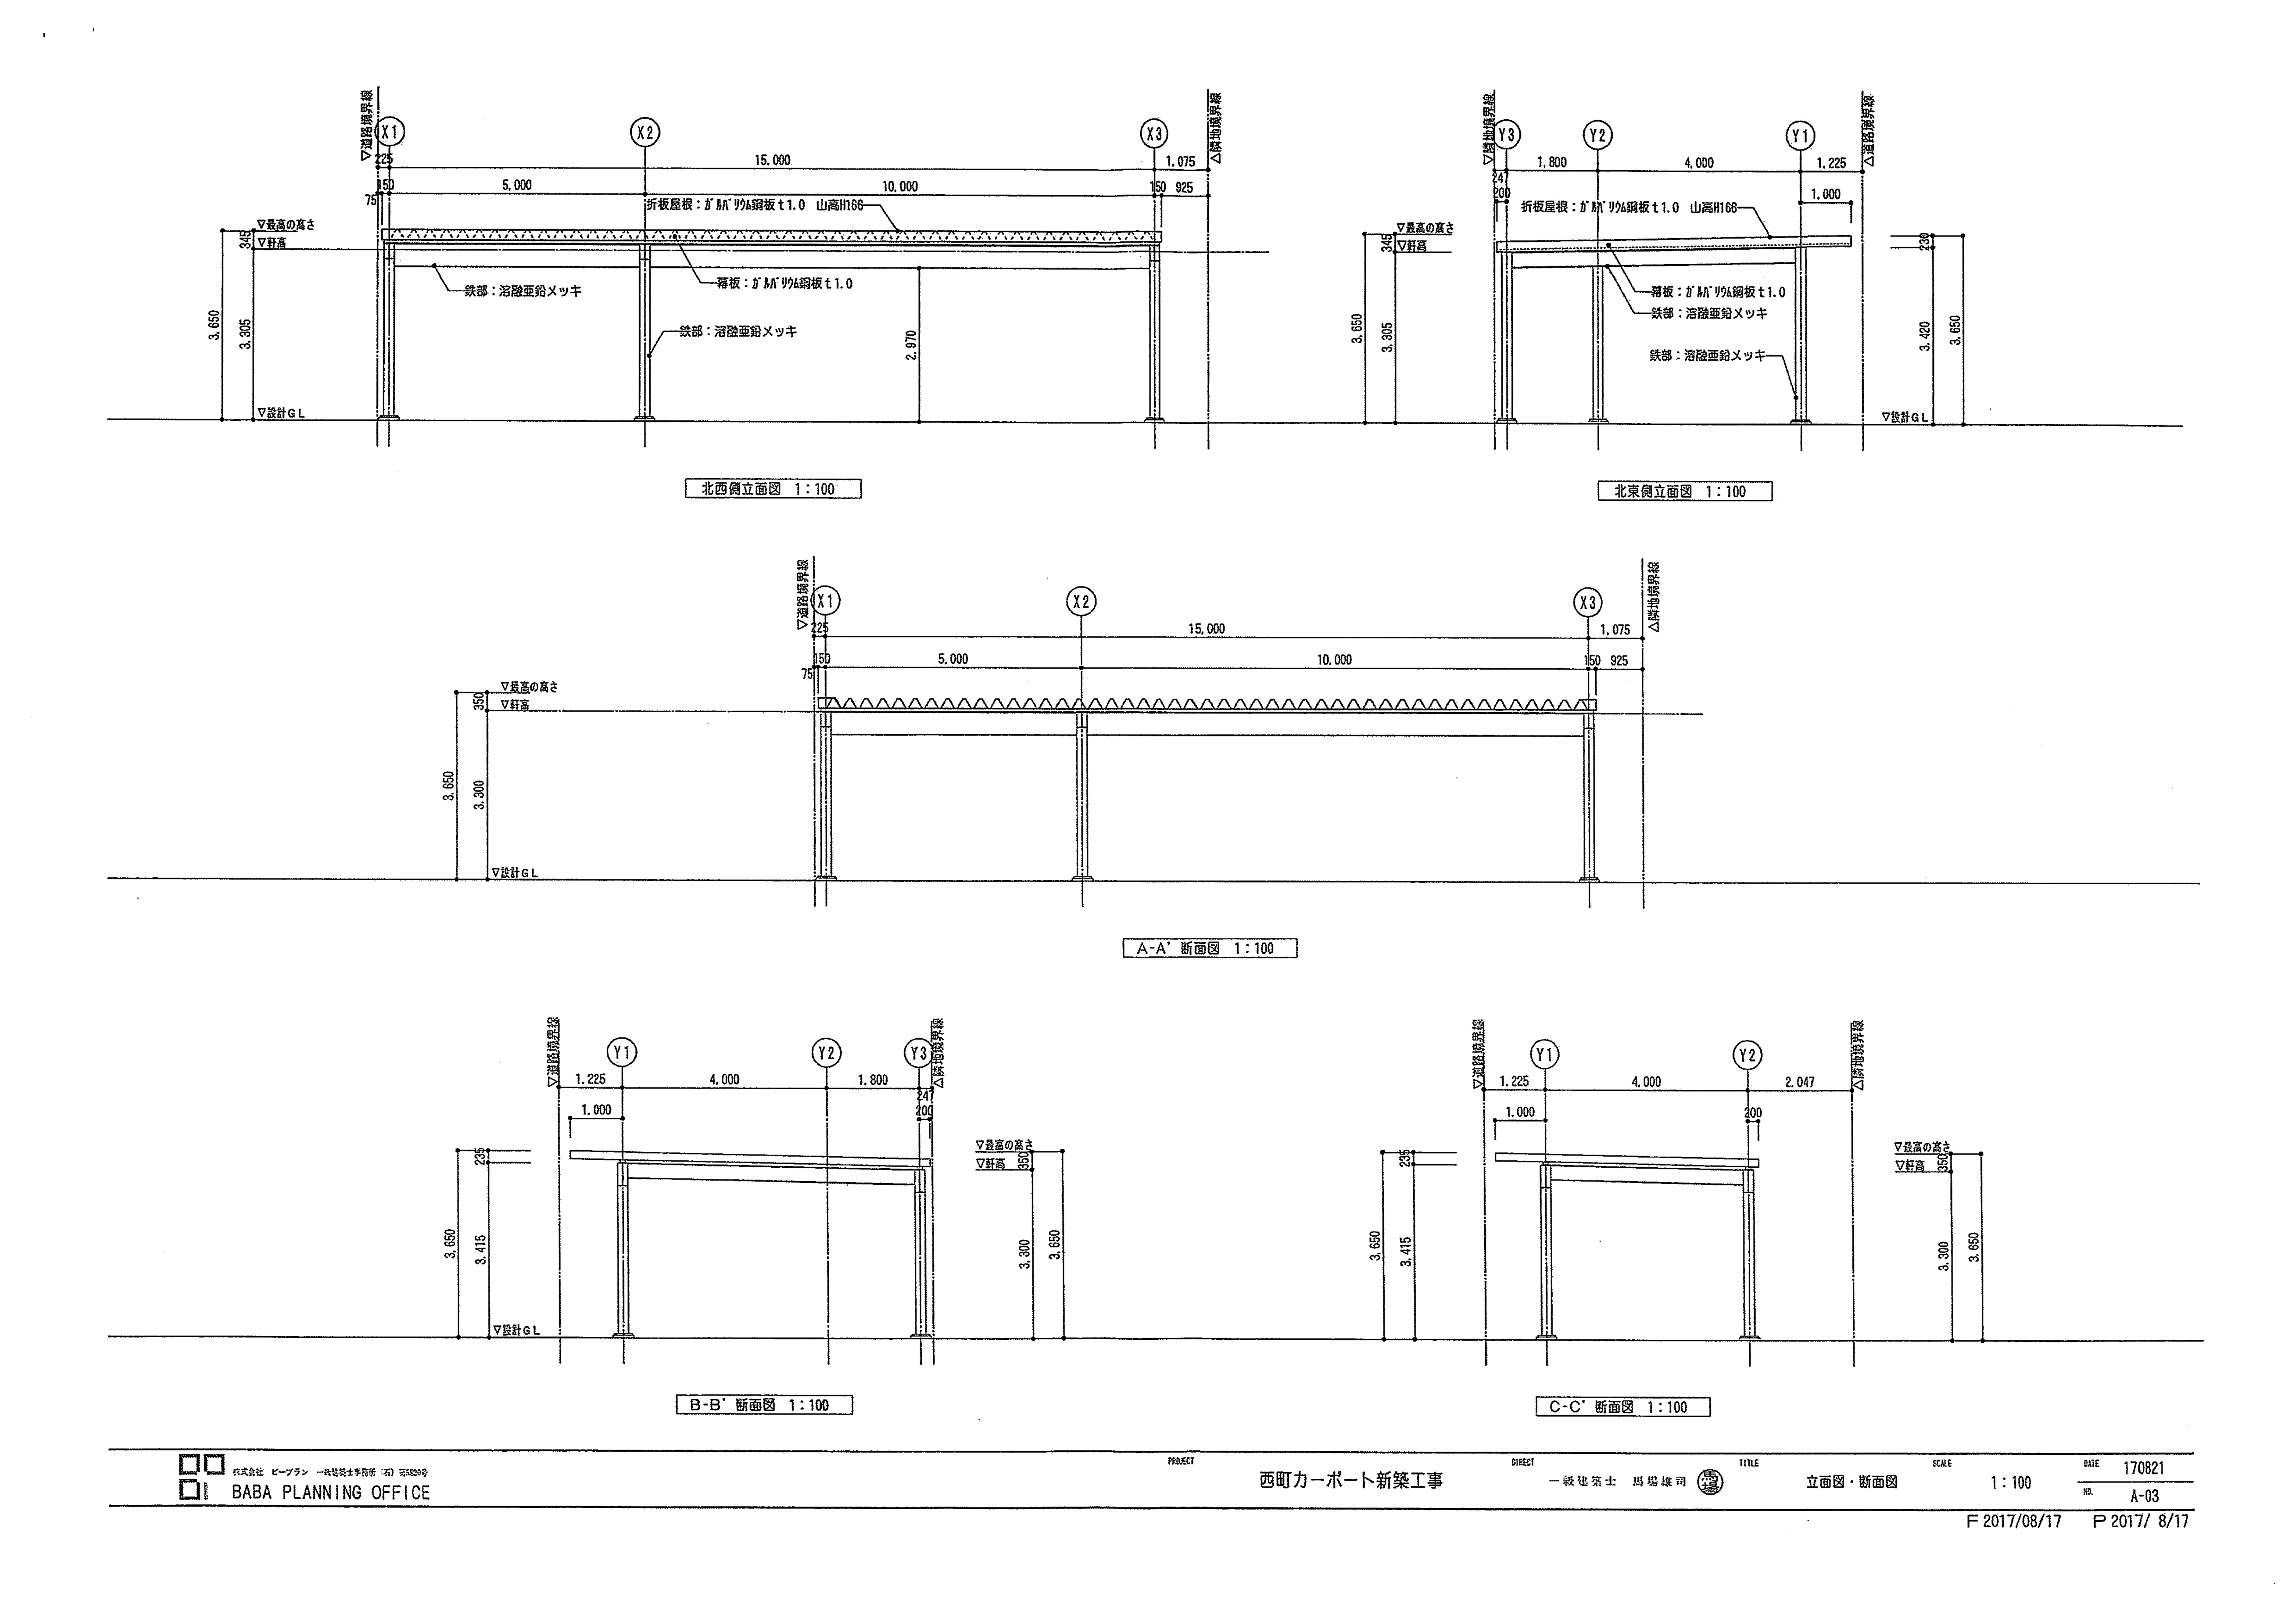 ▽道路境界線
X1
X2
X3
△隣地境界線
225
15,000
1,075
75
150
5,000
10,000
150
925
折板屋根：ｶﾞﾙﾊﾞﾘｳﾑ鋼板ｔ1.0　山高H166
▽最高の高さ
345
▽軒高
幕板：ｶﾞﾙﾊﾞﾘｳﾑ鋼板ｔ1.0
鉄部：溶融亜鉛メッキ
鉄部：溶融亜鉛メッキ
3,650
3,305
2,970
▽設計ＧＬ
北西側立面図　1：100
▽隣地境界線
Y3
Y2
Y1
△道路境界線
1,800
4,000
1,225
247
200
1,000
折板屋根：ｶﾞﾙﾊﾞﾘｳﾑ鋼板ｔ1.0　山高H166
▽最高の高さ
345
▽軒高
230
幕板：ｶﾞﾙﾊﾞﾘｳﾑ鋼板ｔ1.0
鉄部：溶融亜鉛メッキ
鉄部：溶融亜鉛メッキ
3,650
3,305
3,420
3,650
▽設計ＧＬ
北東側立面図　1：100
▽道路境界線
X1
X2
X3
△隣地境界線
225
15,000
1,075
75
150
5,000
10,000
150
925
▽最高の高さ
350
▽軒高
3,650
3,300
▽設計ＧＬ
A-A' 断面図　1：100
▽道路境界線
Y1
Y2
Y3
△隣地境界線
1,225
4,000
1,800
247
1,000
200
235
▽最高の高さ
▽軒高
350
3,650
3,415
3,300
3,650
▽設計ＧＬ
B-B' 断面図　1：100
▽道路境界線
Y1
Y2
△隣地境界線
1,225
4,000
2,047
1,000
200
235
▽最高の高さ
▽軒高
350
3,650
3,415
3,300
3,650
C-C' 断面図　1：100
株式会社　ビープラン　一級建築士事務所（石）第5820号
BABA PLANNING OFFICE
PROJECT
西町カーポート新築工事
DIRECT
一級建築士　馬場雄司
TITLE
立面図・断面図
SCALE
1：100
DATE
170821
NO.
A-03
F 2017/08/17　P 2017/ 8/17